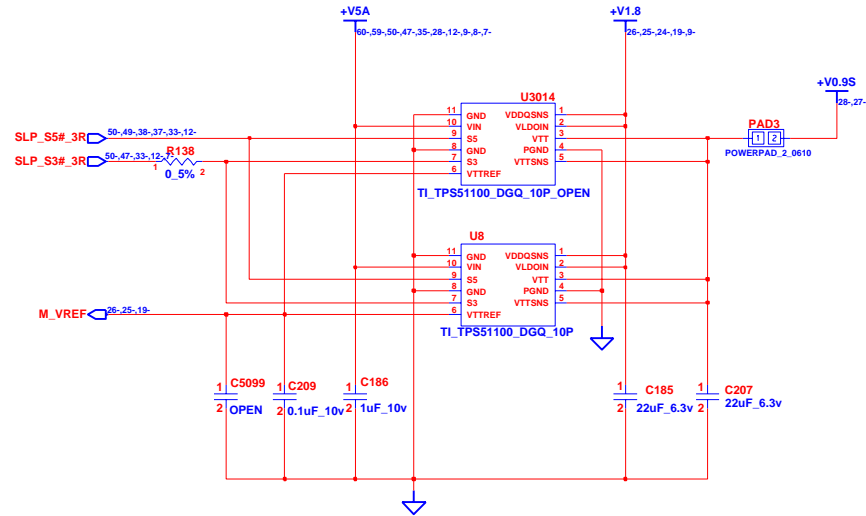 +V5A
60-,59-,50-,47-,35-,28-,12-,9-,8-,7-
+V1.8
26-,25-,24-,19-,9-
+V0.9S
28-,27-
U3014
11 GND VDDQSNS 1
10 VIN VLDOIN 2
9 S5 VTT 3
8 GND PGND 4
7 S3 VTTSNS 5
6 VTTREF
TI_TPS51100_DGQ_10P_OPEN
PAD3
1 2
POWERPAD_2_0610
SLP_S5#_3R 50-,49-,38-,37-,33-,12-
SLP_S3#_3R 50-,47-,33-,12-,7-
R138
1 2
0_5%
U8
11 GND VDDQSNS 1
10 VIN VLDOIN 2
9 S5 VTT 3
8 GND PGND 4
7 S3 VTTSNS 5
6 VTTREF
TI_TPS51100_DGQ_10P
M_VREF 26-,25-,19-
1 C5099
2 OPEN
1 C209
2 0.1uF_10v
1 C186
2 1uF_10v
1 C185
2 22uF_6.3v
1 C207
2 22uF_6.3v